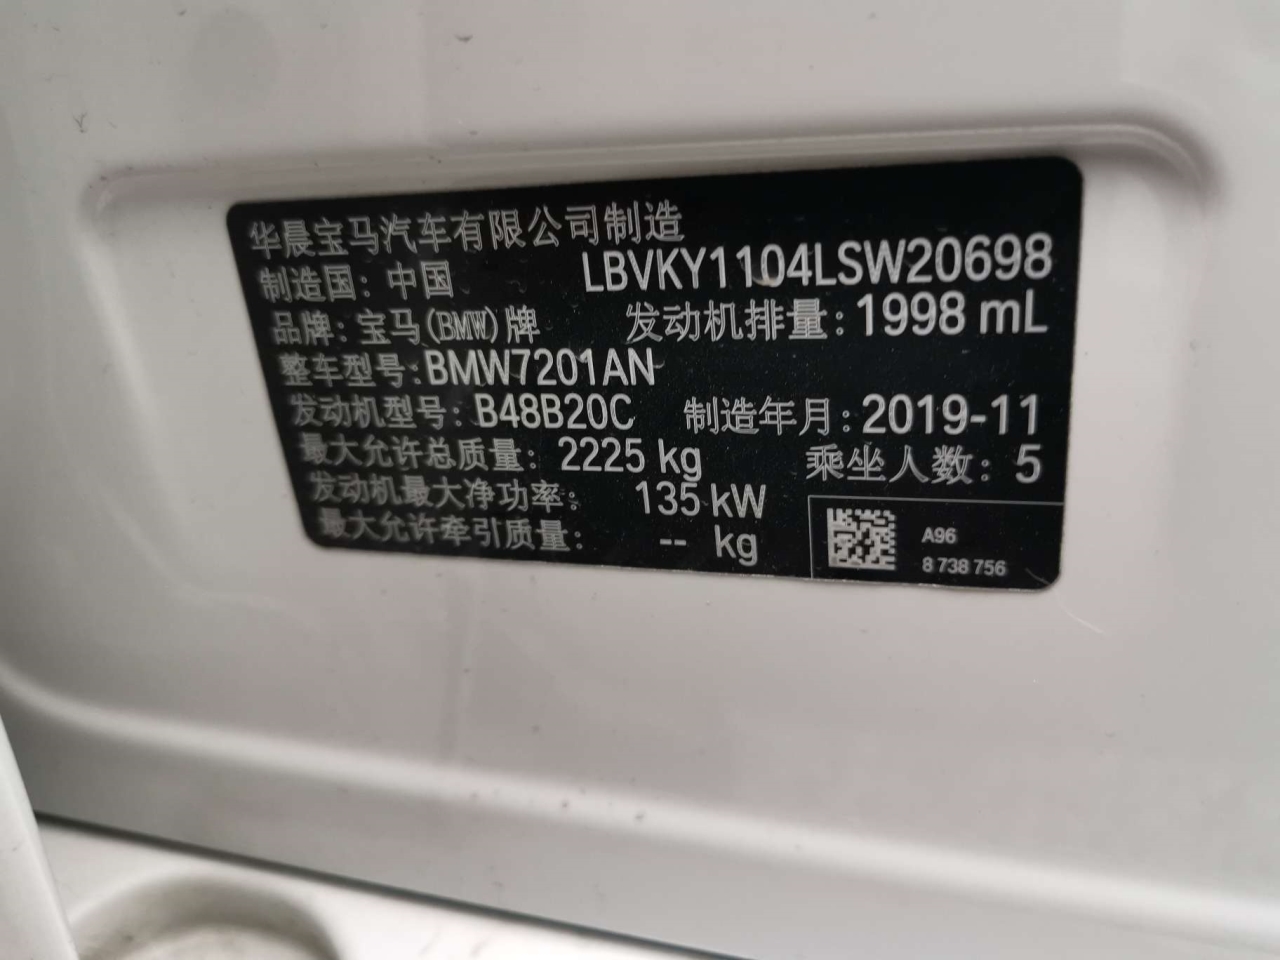 华晨宝马汽车有限公司制造
制造国：中国 LBVKY1104LSW20698
品牌：宝马(BMW)牌 发动机排量：1998 mL
整车型号：BMW7201AN
发动机型号：B48B20C 制造年月：2019-11
最大允许总质量：2225 kg 乘坐人数：5
发动机最大净功率：135 kW
最大允许牵引质量：-- kg
A96
8 738 756